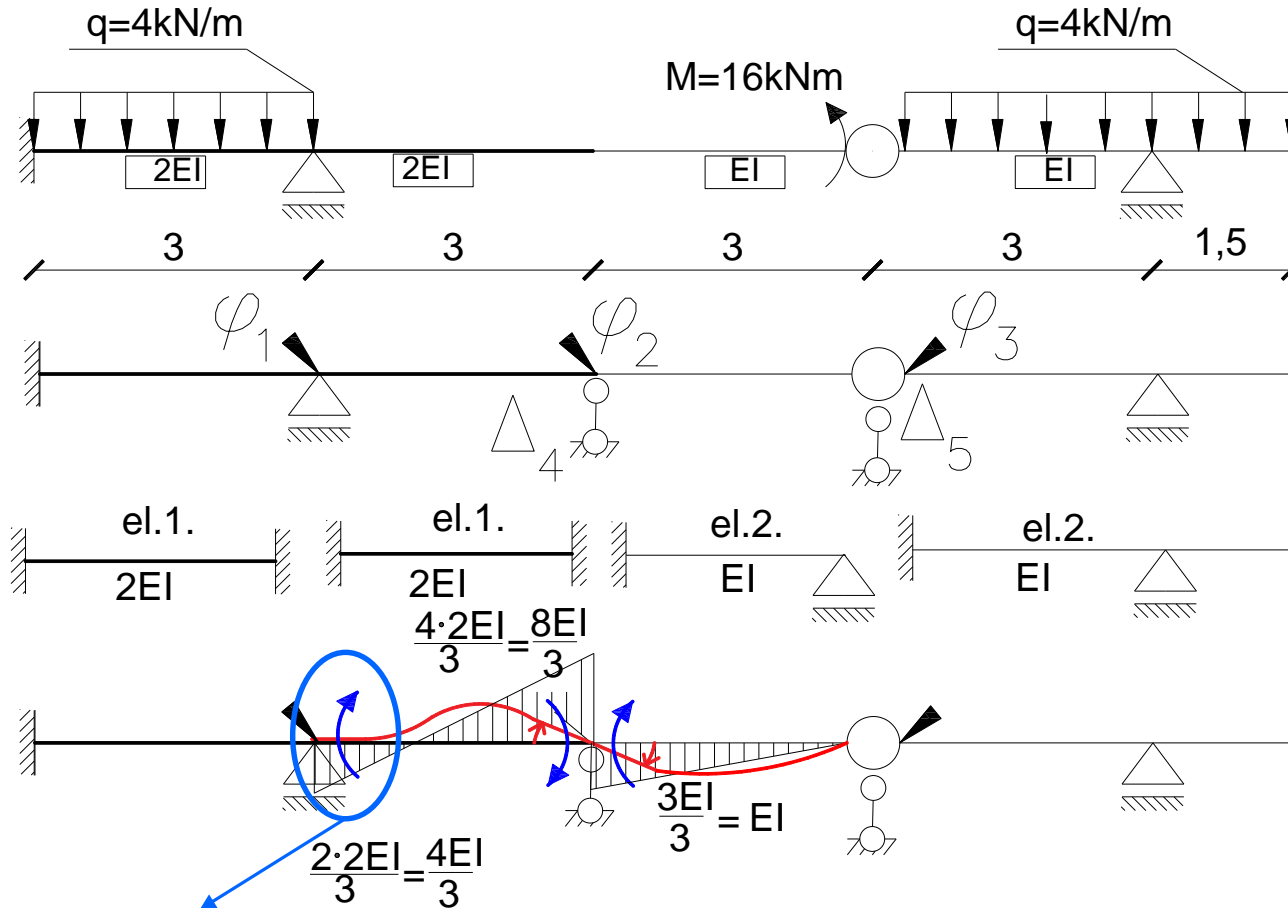 q=4kN/m q=4kN/m
M=16kNm
2EI 2EI EI EI
3 3 3 3 1,5
φ1 φ2 φ3
Δ4 Δ5
el.1. el.1. el.2. el.2.
2EI 2EI EI EI
4·2EI/3=8EI/3
3EI/3=EI
2·2EI/3=4EI/3